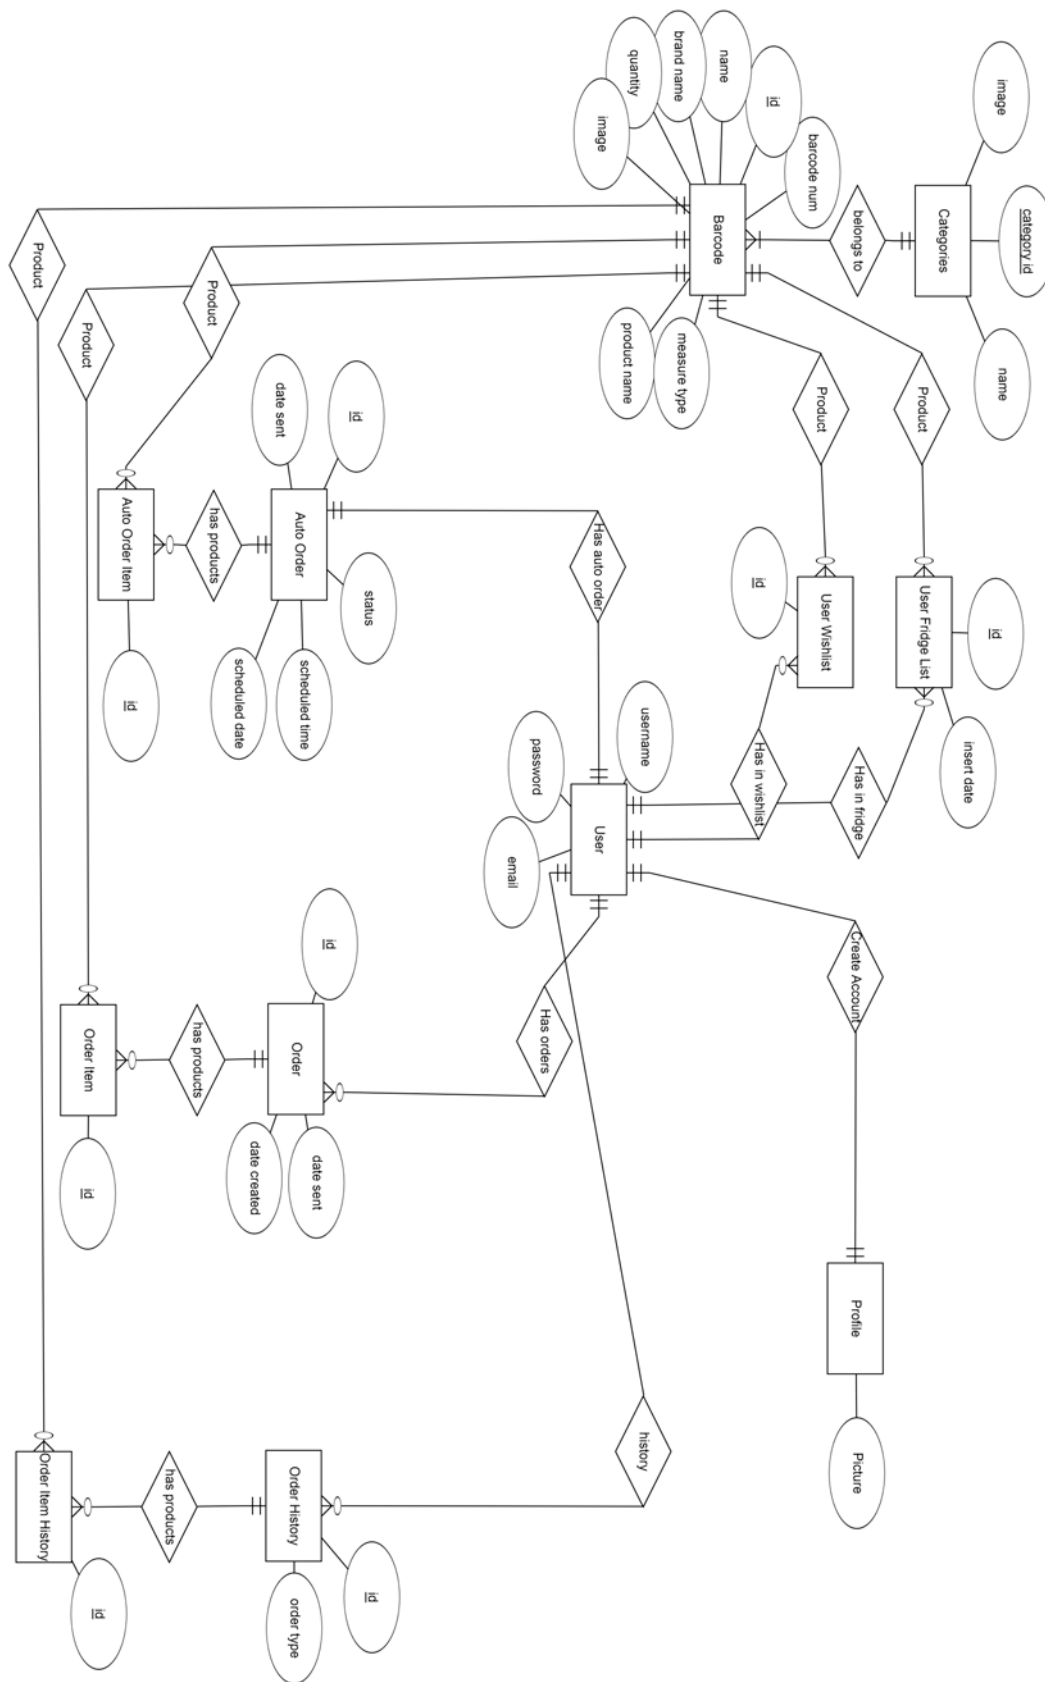 image
category id
name
Categories
belongs to
barcode num
id
name
brand name
quantity
image
Barcode
measure type
product name
Product
Product
Product
Product
Product
id
insert date
User Fridge List
id
User Wishlist
Has in fridge
Has in wishlist
Has auto order
id
date sent
Auto Order
status
scheduled time
scheduled date
has products
Auto Order Item
id
username
password
email
User
Create Account
Profile
Picture
Has orders
id
Order
date sent
date created
has products
Order Item
id
history
Order History
id
order type
has products
Order Item History
id